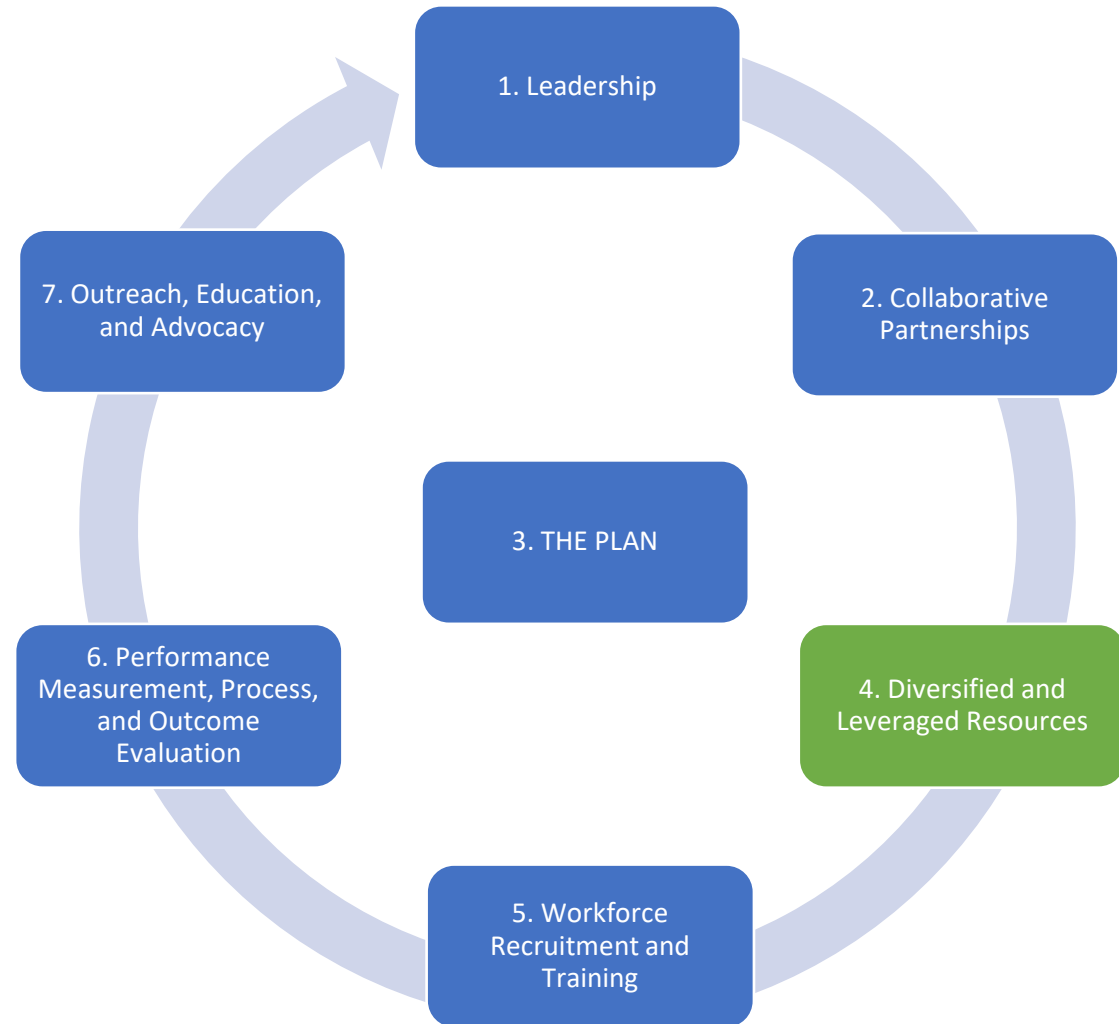 1. Leadership
2. Collaborative
Partnerships
3. THE PLAN
4. Diversified and
Leveraged Resources
5. Workforce
Recruitment and
Training
6. Performance
Measurement, Process,
and Outcome
Evaluation
7. Outreach, Education,
and Advocacy